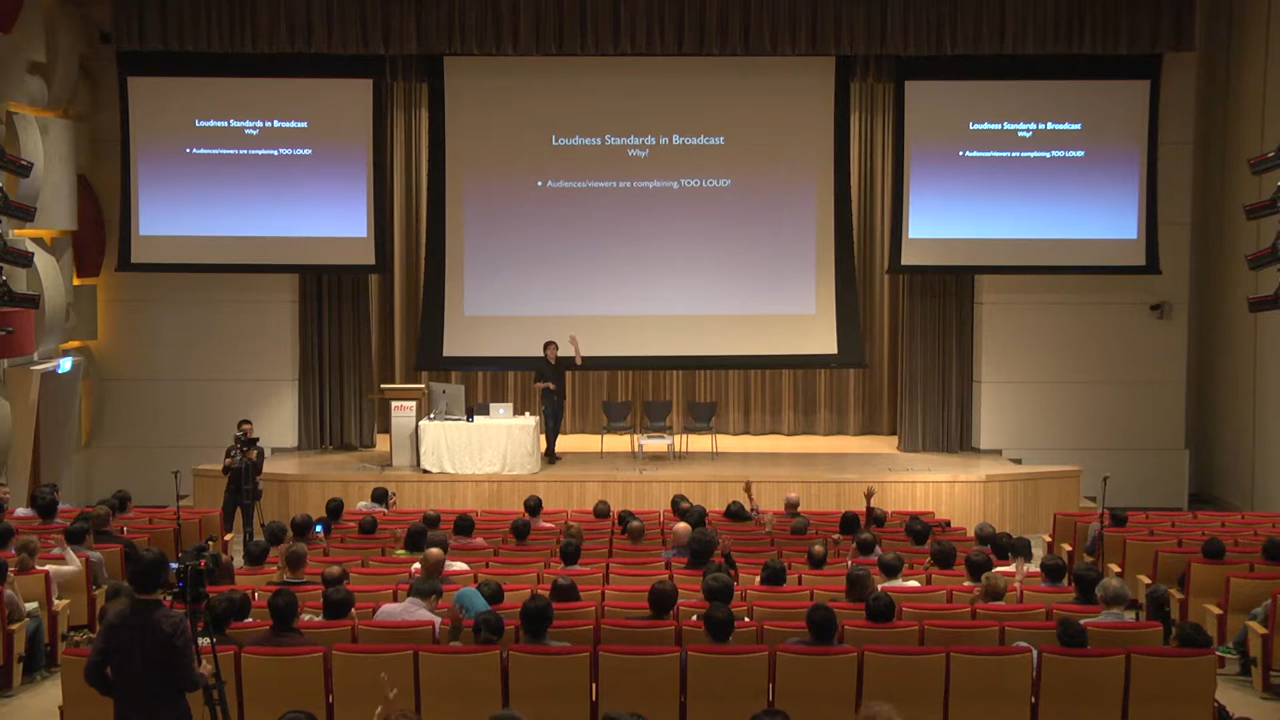 Loudness Standards in Broadcast
Why?
Audiences/viewers are complaining, TOO LOUD!
Loudness Standards in Broadcast
Why?
Audiences/viewers are complaining, TOO LOUD!
Loudness Standards in Broadcast
Why?
Audiences/viewers are complaining, TOO LOUD!
ntuc